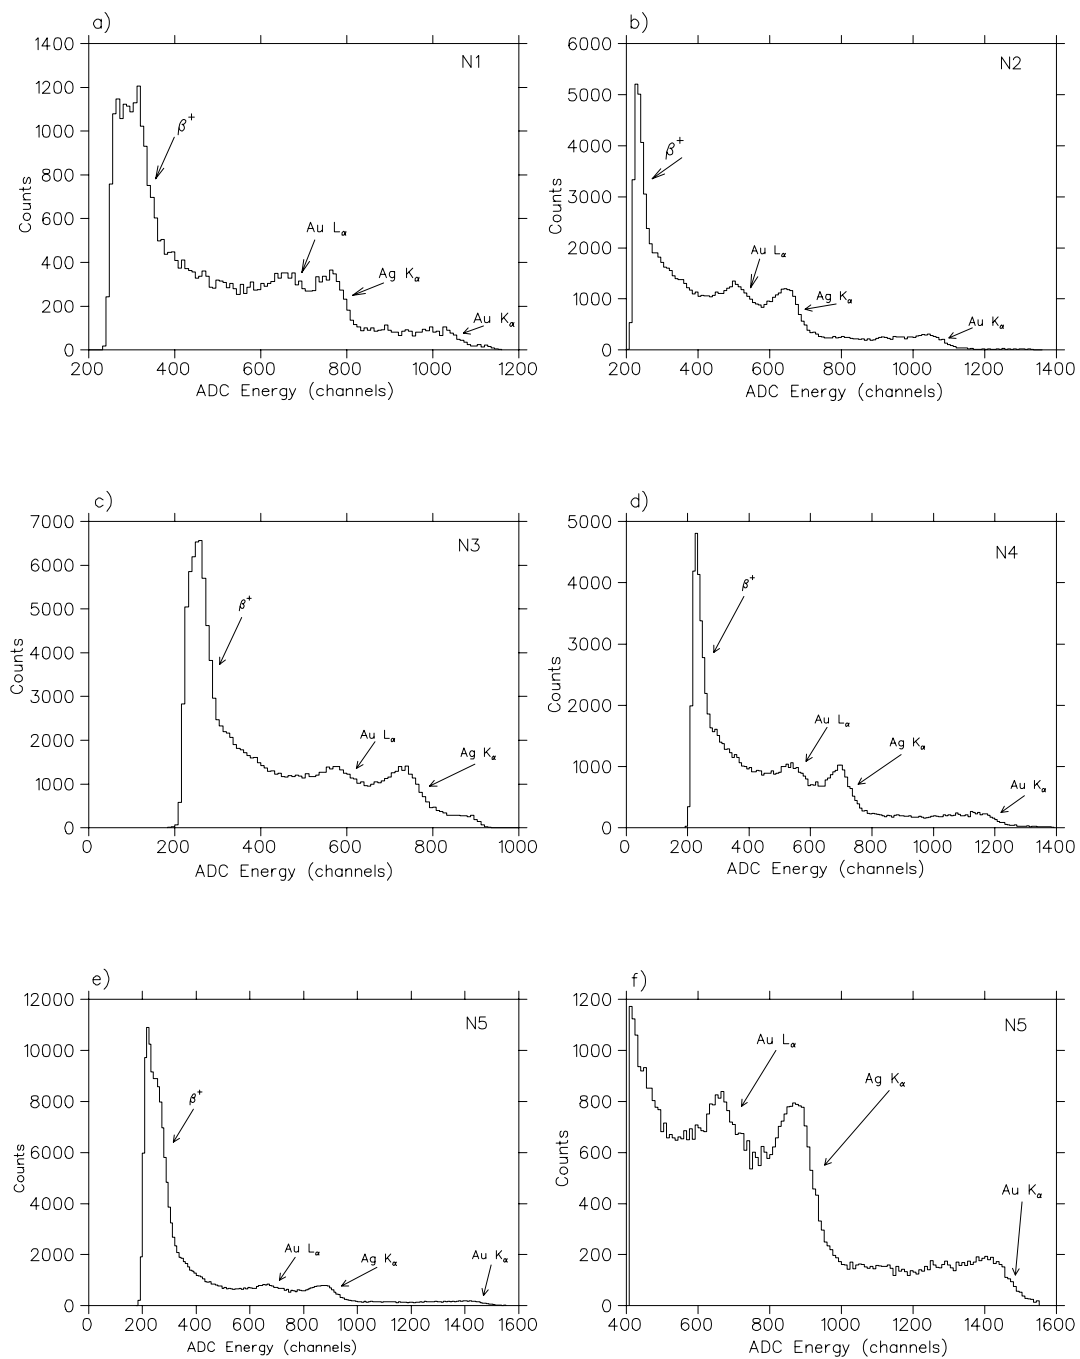 a)
N1
1400
1200
1000
800
600
400
200
0
Counts
β+
Au Lα
Ag Kα
Au Kα
200 400 600 800 1000 1200
ADC Energy (channels)
b)
N2
6000
5000
4000
3000
2000
1000
0
Counts
β+
Au Lα
Ag Kα
Au Kα
200 400 600 800 1000 1200 1400
ADC Energy (channels)
c)
N3
7000
6000
5000
4000
3000
2000
1000
0
Counts
β+
Au Lα
Ag Kα
0 200 400 600 800 1000
ADC Energy (channels)
d)
N4
5000
4000
3000
2000
1000
0
Counts
β+
Au Lα
Ag Kα
Au Kα
0 200 400 600 800 1000 1200 1400
ADC Energy (channels)
e)
N5
12000
10000
8000
6000
4000
2000
0
Counts
β+
Au Lα
Ag Kα
Au Kα
0 200 400 600 800 1000 1200 1400 1600
ADC Energy (channels)
f)
N5
1200
1000
800
600
400
200
0
Counts
Au Lα
Ag Kα
Au Kα
400 600 800 1000 1200 1400 1600
ADC Energy (channels)